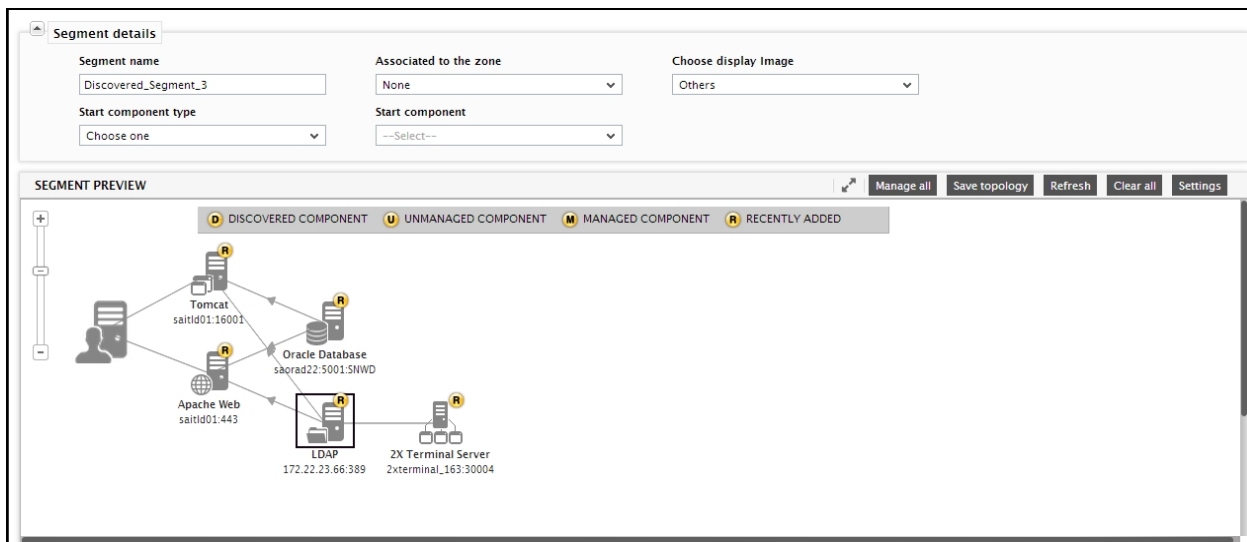 Segment details
Segment name
Associated to the zone
Choose display Image
Discovered_Segment_3
None
Others
Start component type
Start component
Choose one
--Select--
SEGMENT PREVIEW
Manage all
Save topology
Refresh
Clear all
Settings
D DISCOVERED COMPONENT
U UNMANAGED COMPONENT
M MANAGED COMPONENT
R RECENTLY ADDED
R
Tomcat
saitld01:16001
R
Oracle Database
saorad22:5001:SNWD
R
Apache Web
saitld01:443
R
LDAP
172.22.23.66:389
R
2X Terminal Server
2xterminal_163:30004